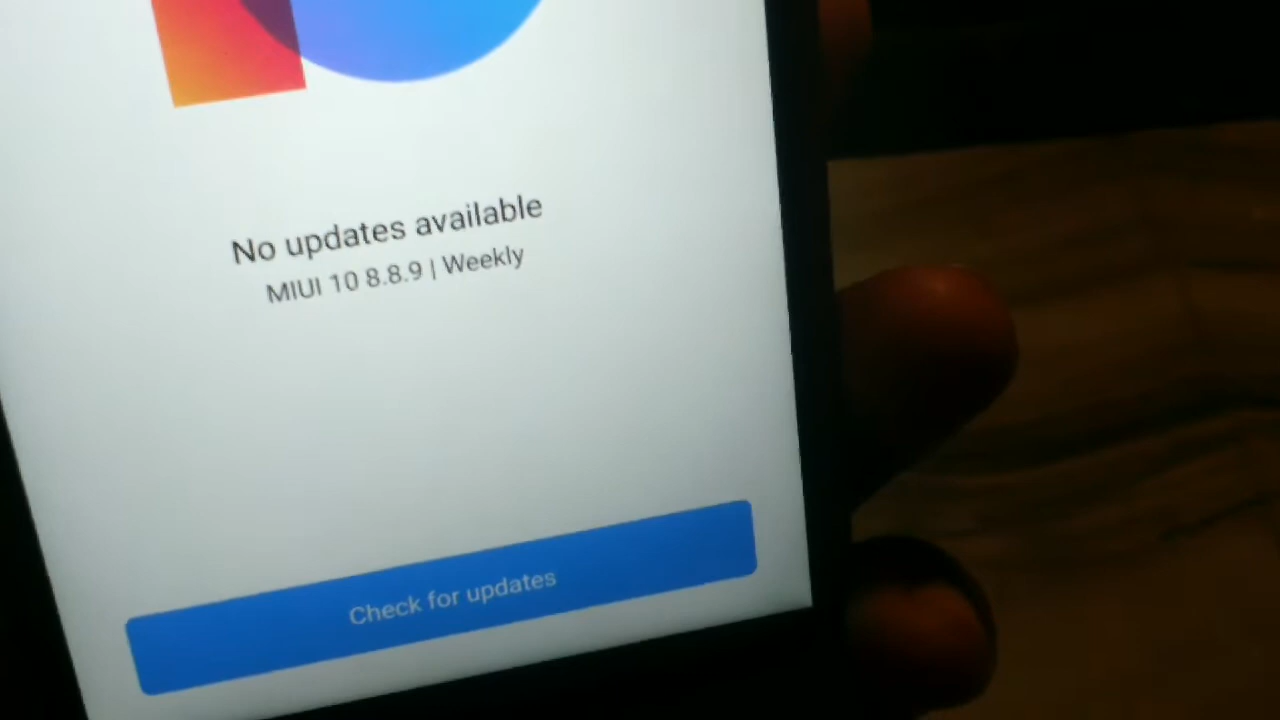 No updates available
MIUI 10 8.8.9 | Weekly
Check for updates